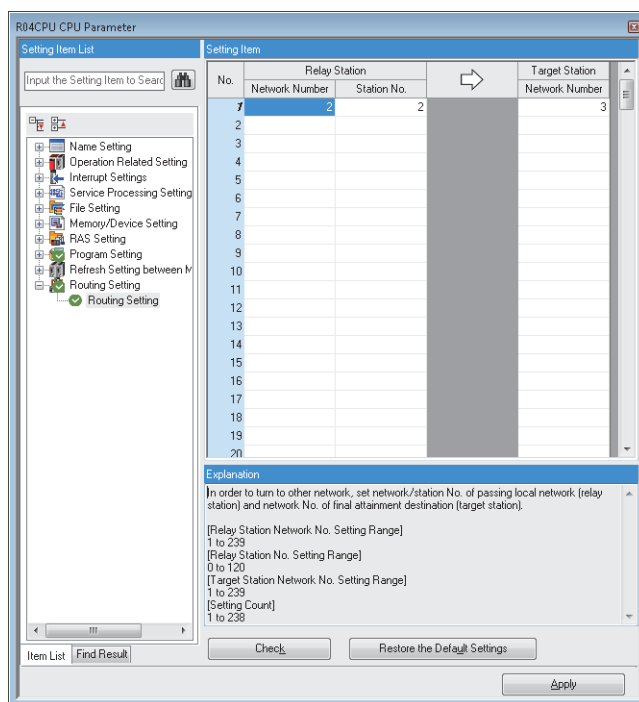 R04CPU CPU Parameter
Setting Item List
Input the Setting Item to Searc
Name Setting
Operation Related Setting
Interrupt Settings
Service Processing Setting
File Setting
Memory/Device Setting
RAS Setting
Program Setting
Refresh Setting between M
Routing Setting
Routing Setting
Item List
Find Result
Setting Item
No.
Relay Station
Target Station
Network Number
Station No.
Network Number
1 2 2 3
2
3
4
5
6
7
8
9
10
11
12
13
14
15
16
17
18
19
20
Explanation
In order to turn to other network, set network/station No. of passing local network (relay
station) and network No. of final attainment destination (target station).
[Relay Station Network No. Setting Range]
1 to 239
[Relay Station No. Setting Range]
0 to 120
[Target Station Network No. Setting Range]
1 to 239
[Setting Count]
1 to 238
Check
Restore the Default Settings
Apply